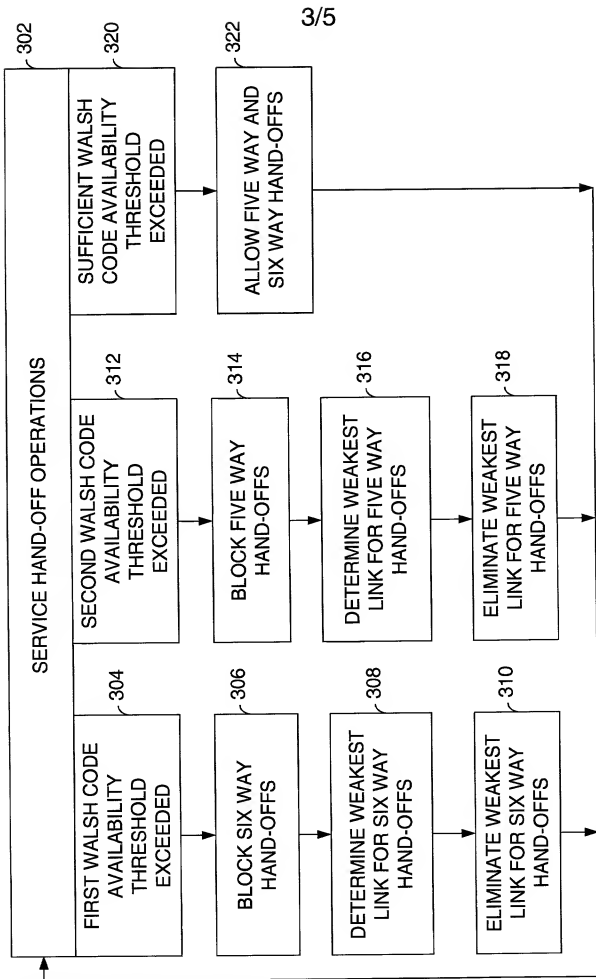 3/5
302
SERVICE HAND-OFF OPERATIONS
304
FIRST WALSH CODE
AVAILABILITY
THRESHOLD
EXCEEDED
306
BLOCK SIX WAY
HAND-OFFS
308
DETERMINE WEAKEST
LINK FOR SIX WAY
HAND-OFFS
310
ELIMINATE WEAKEST
LINK FOR SIX WAY
HAND-OFFS
312
SECOND WALSH CODE
AVAILABILITY
THRESHOLD
EXCEEDED
314
BLOCK FIVE WAY
HAND-OFFS
316
DETERMINE WEAKEST
LINK FOR FIVE WAY
HAND-OFFS
318
ELIMINATE WEAKEST
LINK FOR FIVE WAY
HAND-OFFS
320
SUFFICIENT WALSH
CODE AVAILABILITY
THRESHOLD
EXCEEDED
322
ALLOW FIVE WAY AND
SIX WAY HAND-OFFS